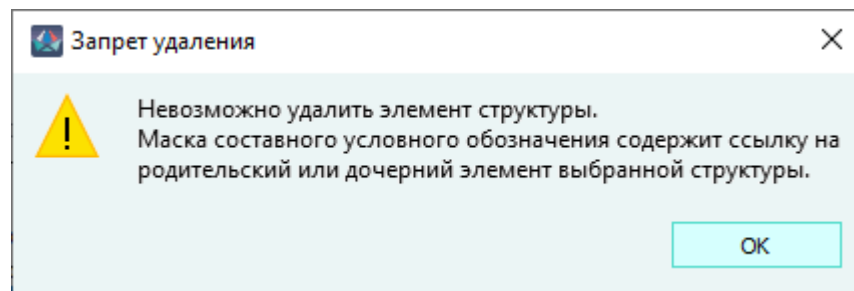 Запрет удаления
Невозможно удалить элемент структуры.
Маска составного условного обозначения содержит ссылку на
родительский или дочерний элемент выбранной структуры.
ОК